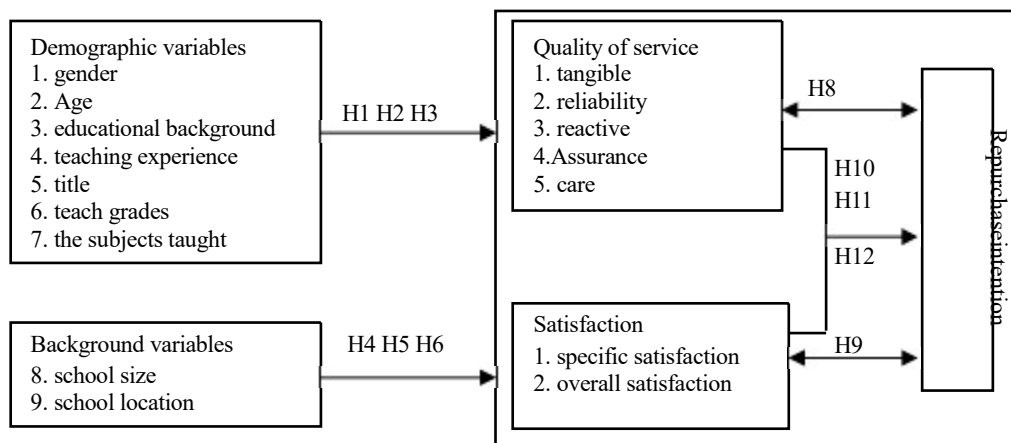 Demographic variables
1. gender
2. Age
3. educational background
4. teaching experience
5. title
6. teach grades
7. the subjects taught
H1 H2 H3
Background variables
8. school size
9. school location
H4 H5 H6
Quality of service
1. tangible
2. reliability
3. reactive
4.Assurance
5. care
Satisfaction
1. specific satisfaction
2. overall satisfaction
H8
H10
H11
H12
H9
Repurchaseintention